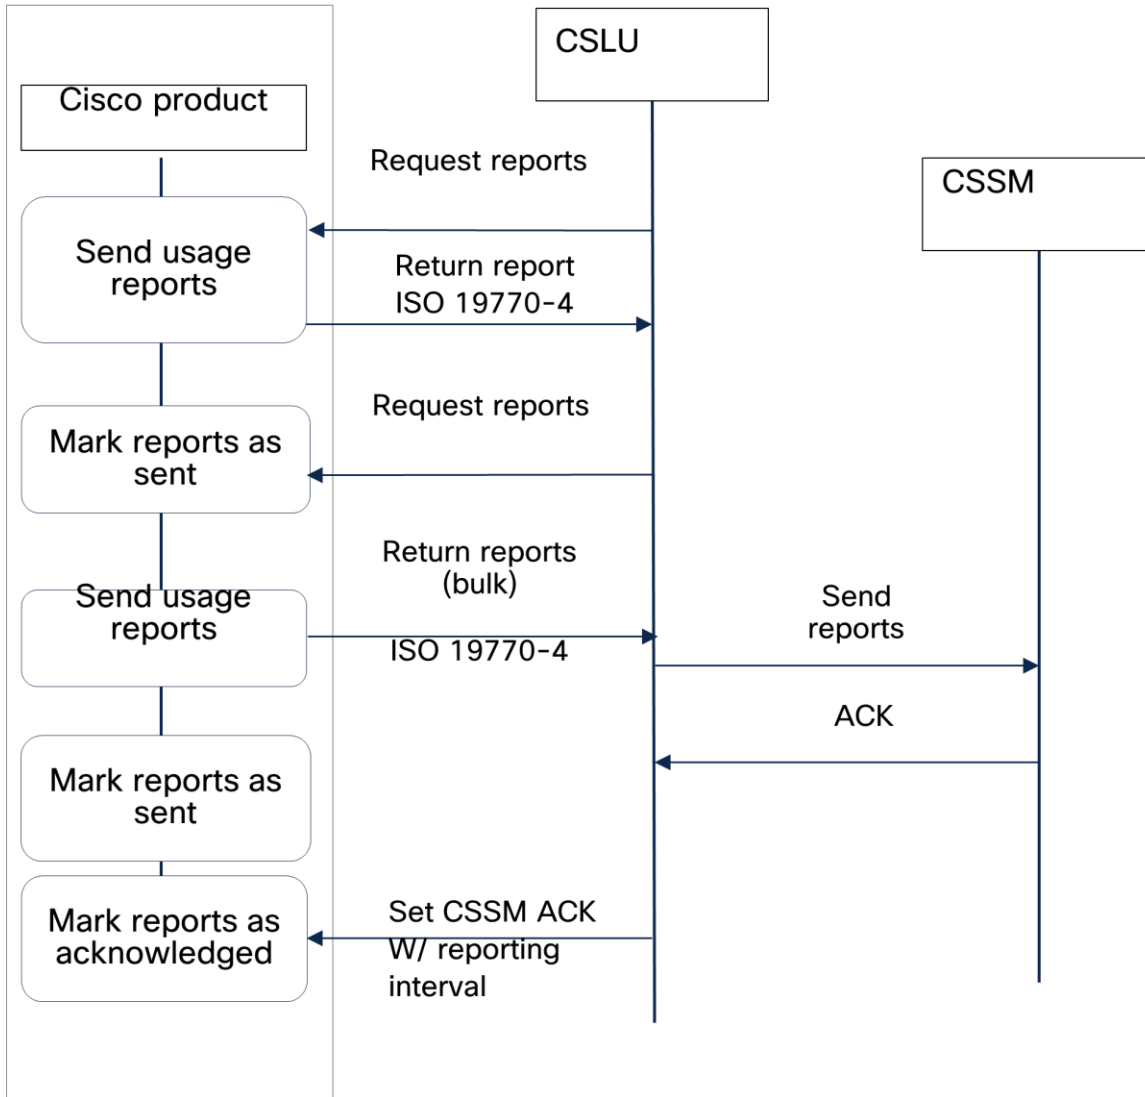 CSLU
Cisco product
Request reports
CSSM
Send usage
reports
Return report
ISO 19770-4
Request reports
Mark reports as
sent
Return reports
(bulk)
Send usage
reports
ISO 19770-4
Send
reports
ACK
Mark reports as
sent
Mark reports as
acknowledged
Set CSSM ACK
W/ reporting
interval